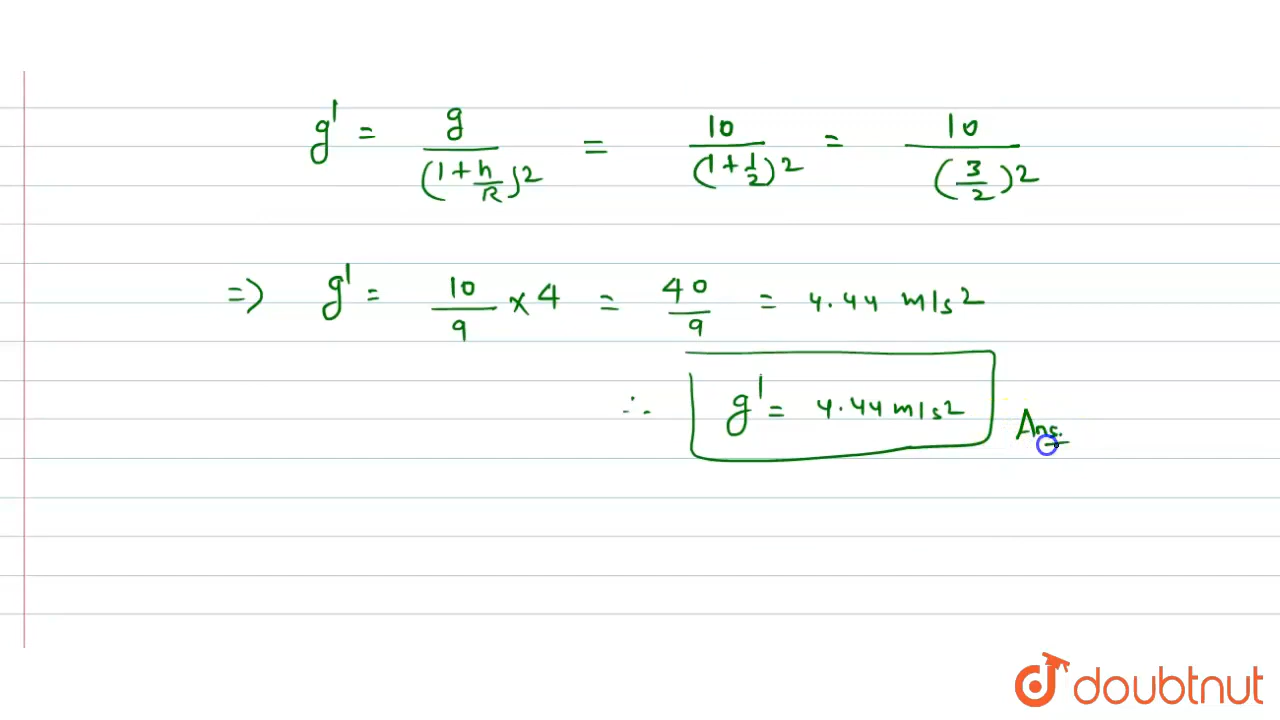 g' = g/(1+h/R)2 = 10/(1+1/2)2 = 10/(3/2)2
=> g' = 10/9 × 4 = 40/9 = 4.44 m/s2
∴ g' = 4.44 m/s2 Ans.
doubtnut